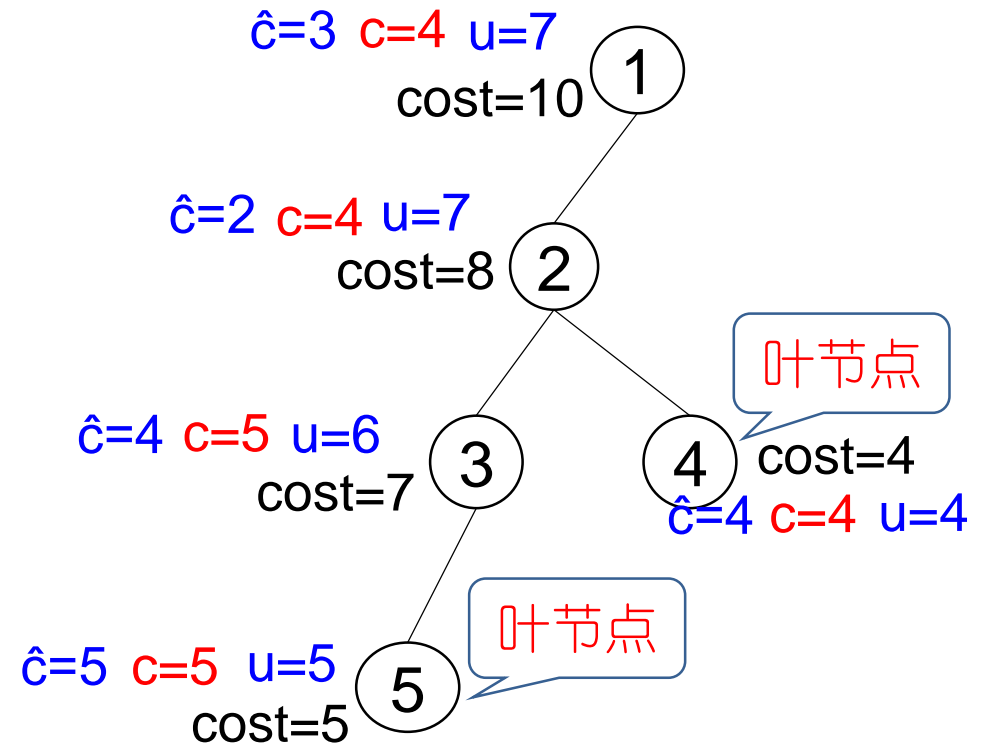 ĉ=3 c=4 u=7
1
cost=10
ĉ=2 c=4 u=7
2
cost=8
叶节点
ĉ=4 c=5 u=6
3
cost=7
4
cost=4
ĉ=4 c=4 u=4
叶节点
ĉ=5 c=5 u=5
5
cost=5